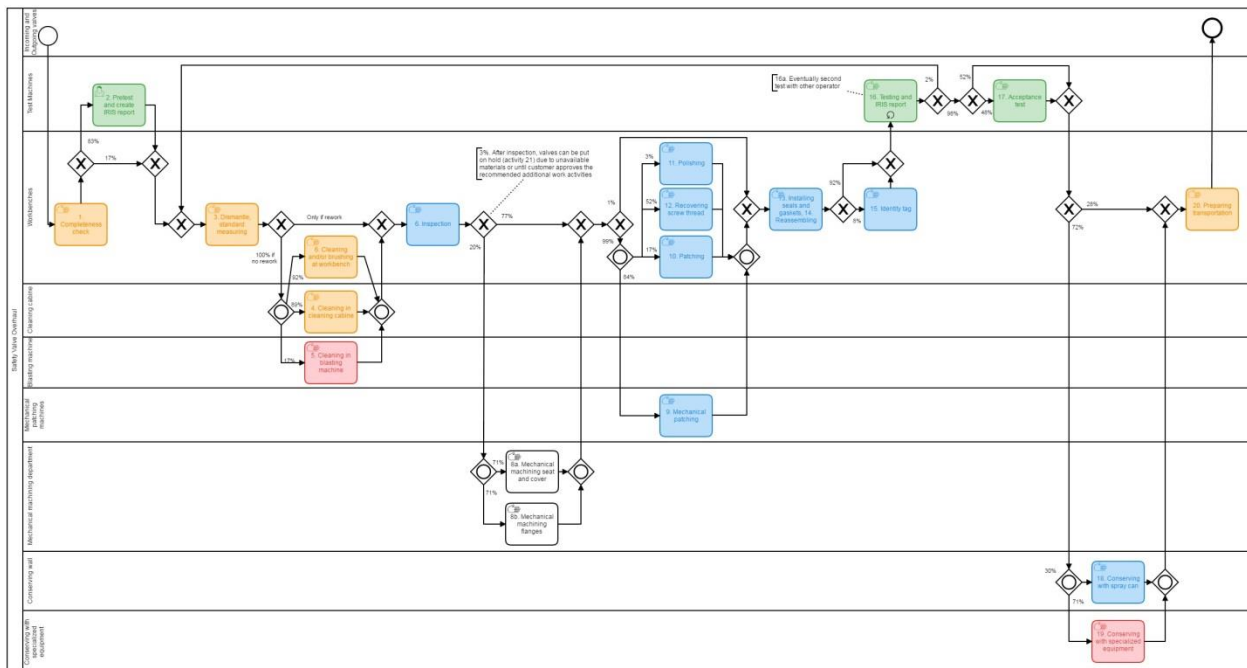 Safety Valve Overhaul
Incoming and
Outgoing valves
Test Machines
2. Pretest
and create
IRIS report
83%
17%
16a. Eventually second
test with other operator
16. Testing and
IRIS report
2%
98%
52%
48%
17. Acceptance
test
Workbenches
1.
Completeness
check
3. Dismantle,
standard
measuring
Only if rework
100% if
no rework
6. Cleaning
and/or brushing
at workbench
6. Inspection
3%. After inspection, valves can be put
on hold (activity 21) due to unavailable
materials or until customer approves the
recommended additional work activities
77%
20%
1%
99%
3%
11. Polishing
52%
12. Recovering
screw thread
17%
10. Patching
84%
13. Installing
seats and
gaskets, 14.
Reassembling
15. Identity tag
28%
72%
20. Preparing
transportation
Cleaning cabine
4. Cleaning in
cleaning cabine
Blasting machine
17%
5. Cleaning in
blasting
machine
Mechanical
patching
machines
9. Mechanical
patching
Mechanical machining department
71%
8a. Mechanical
machining seat
and cover
71%
8b. Mechanical
machining
flanges
Conserving wall
30%
18. Conserving
with spray can
71%
Conserving with
specialized
equipment
19. Conserving
with specialized
equipment